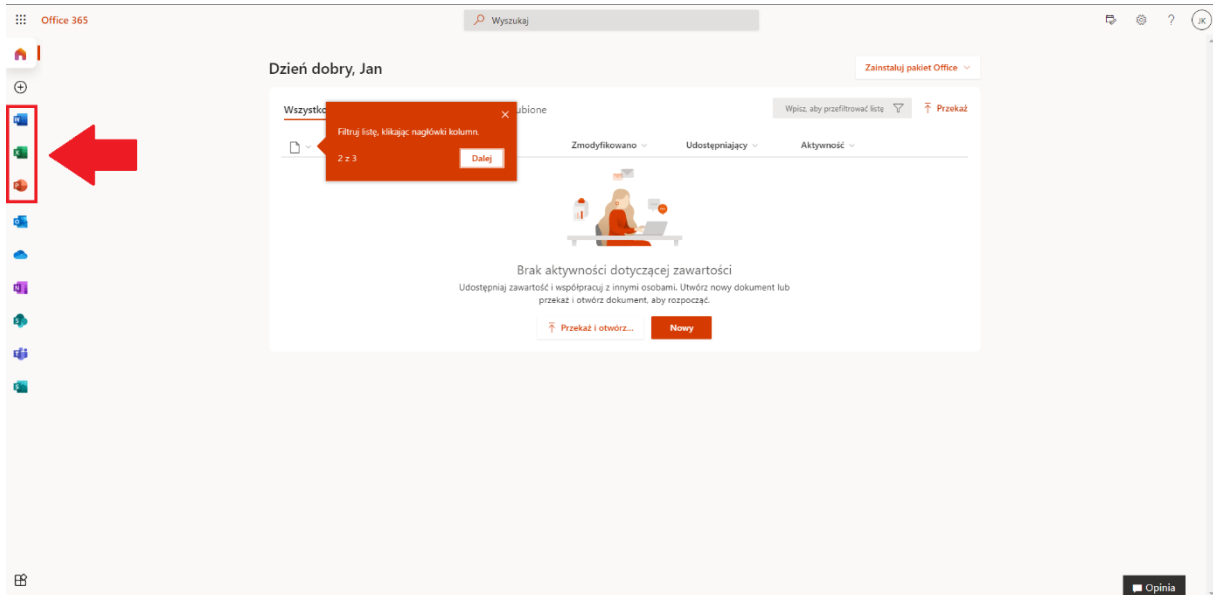 Office 365
Wyszukaj
JK
Dzień dobry, Jan
Zainstaluj pakiet Office
Wszystko
ubione
Wpisz, aby przefiltrować listę
Przekaż
Filtruj listę, klikając nagłówki kolumn.
2 z 3
Dalej
Zmodyfikowano
Udostępniający
Aktywność
Brak aktywności dotyczącej zawartości
Udostępniaj zawartość i współpracuj z innymi osobami. Utwórz nowy dokument lub
przekaż i otwórz dokument, aby rozpocząć.
Przekaż i otwórz...
Nowy
Opinia